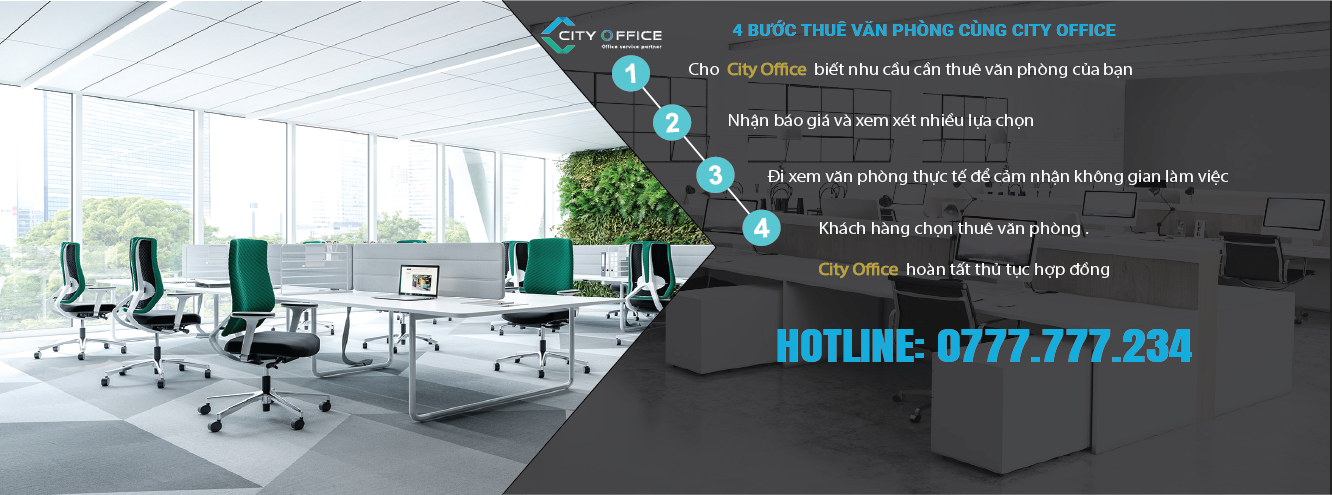 CITY OFFICE
Office service partner
4 BƯỚC THUÊ VĂN PHÒNG CÙNG CITY OFFICE
1 Cho City Office biết nhu cầu cần thuê văn phòng của bạn
2 Nhận báo giá và xem xét nhiều lựa chọn
3 Đi xem văn phòng thực tế để cảm nhận không gian làm việc
4 Khách hàng chọn thuê văn phòng .
City Office hoàn tất thủ tục hợp đồng
HOTLINE: 0777.777.234